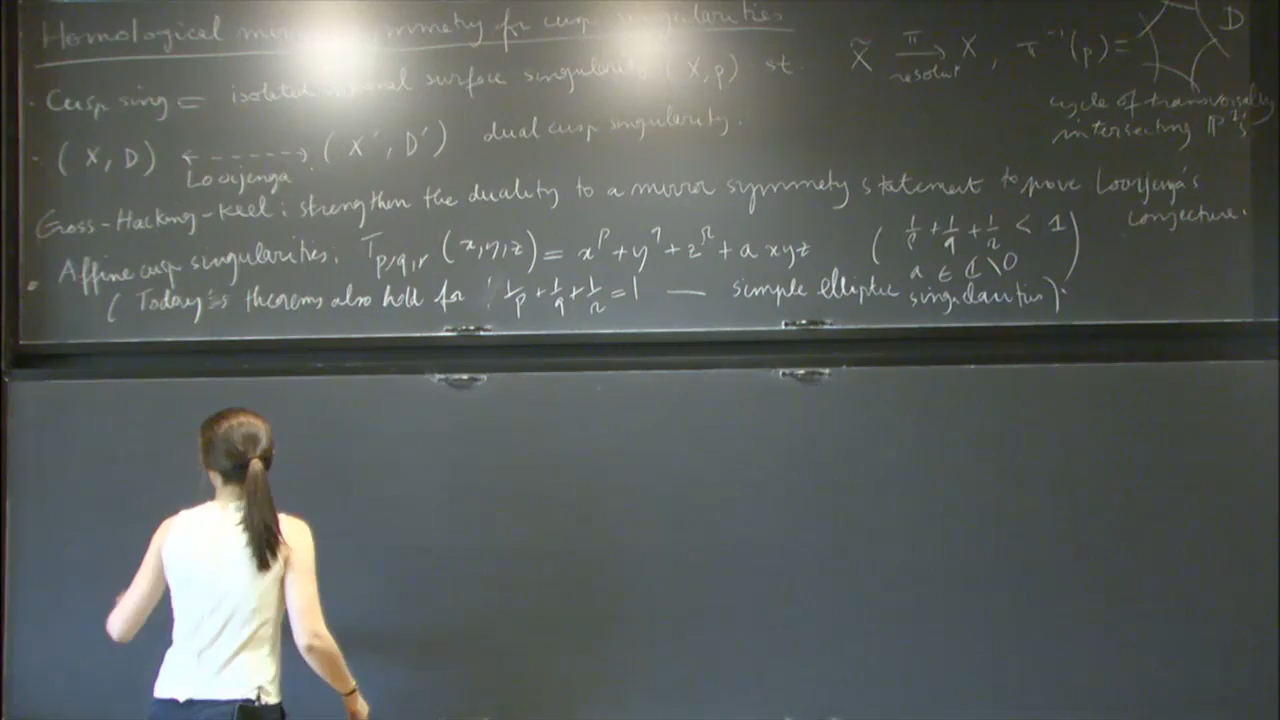 Homological mirror symmetry for cusp singularities
· Cusp sing = isolated normal surface singularity (X, p) st. X̃ →π resolut° X, π⁻¹(p) = D
cycle of transversally intersecting ℙ¹'s
· (X, D) <-----> (X', D') dual cusp singularity.
Looijenga
Gross-Hacking-Keel: strengthen the duality to a mirror symmetry statement to prove Looijenga's conjecture.
· Affine cusp singularities. T_{p,q,r} (x,y,z) = x^p + y^q + z^r + a xyz ( 1/p + 1/q + 1/r < 1 a ∈ ℂ\0 )
( Today's theorems also hold for 1/p + 1/q + 1/r = 1 — simple elliptic singularities).